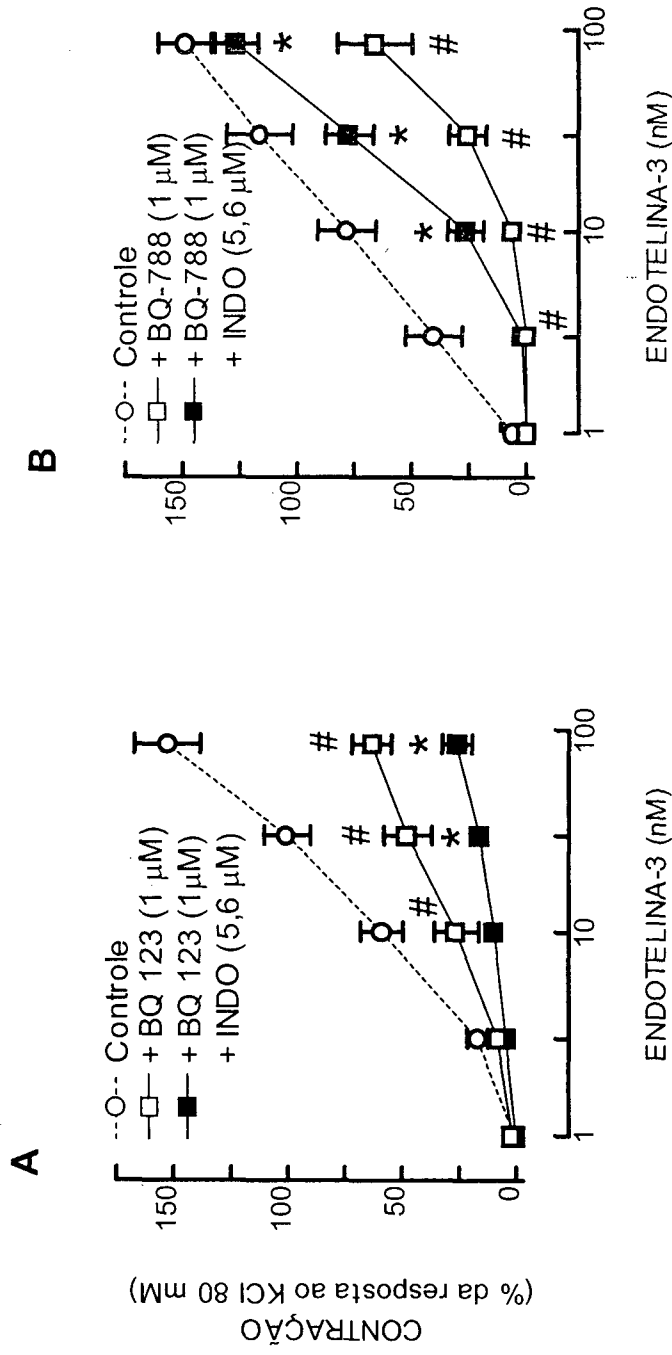 A
CONTRAÇÃO
(% da resposta ao KCl 80 mM)
150
100
50
0
Controle
+ BQ 123 (1 µM)
+ BQ 123 (1µM)
+ INDO (5,6 µM)
#
#
#
*
*
1
10
100
ENDOTELINA-3 (nM)
B
150
100
50
0
Controle
+ BQ-788 (1 µM)
+ BQ-788 (1 µM)
+ INDO (5,6 µM)
*
*
*
#
#
#
#
1
10
100
ENDOTELINA-3 (nM)